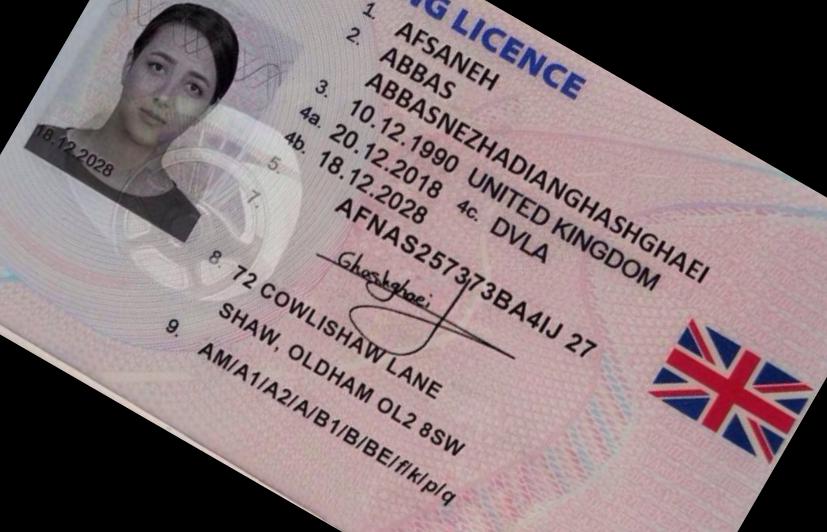 NG LICENCE
1. AFSANEH
2. ABBAS
ABBASNEZHADIANGHASHGHAEI
3. 10.12.1990 UNITED KINGDOM
4a. 20.12.2018 4c. DVLA
4b. 18.12.2028
5. AFNAS257373BA4IJ 27
7. Ghashghaei
8. 72 COWLISHAW LANE
SHAW, OLDHAM OL2 8SW
9. AM/A1/A2/A/B1/B/BE/f/k/p/q
18.12.2028